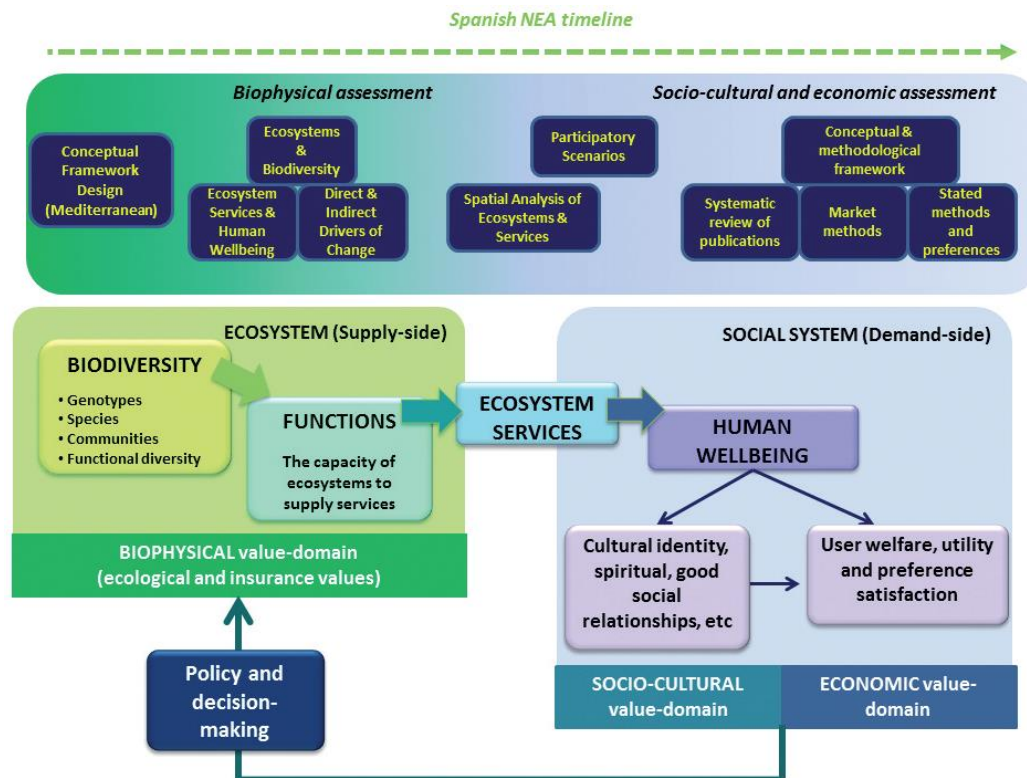 Spanish NEA timeline
Biophysical assessment
Socio-cultural and economic assessment
Conceptual
Framework
Design
(Mediterranean)
Ecosystems
&
Biodiversity
Ecosystem
Services &
Human
Wellbeing
Direct &
Indirect
Drivers of
Change
Participatory
Scenarios
Spatial Analysis of
Ecosystems &
Services
Conceptual &
methodological
framework
Systematic
review of
publications
Market
methods
Stated
methods
and
preferences
ECOSYSTEM (Supply-side)
BIODIVERSITY
• Genotypes
• Species
• Communities
• Functional diversity
FUNCTIONS
The capacity of
ecosystems to
supply services
BIOPHYSICAL value-domain
(ecological and insurance values)
ECOSYSTEM
SERVICES
SOCIAL SYSTEM (Demand-side)
HUMAN
WELLBEING
Cultural identity,
spiritual, good
social
relationships, etc
User welfare, utility
and preference
satisfaction
SOCIO-CULTURAL
value-domain
ECONOMIC value-
domain
Policy and
decision-
making